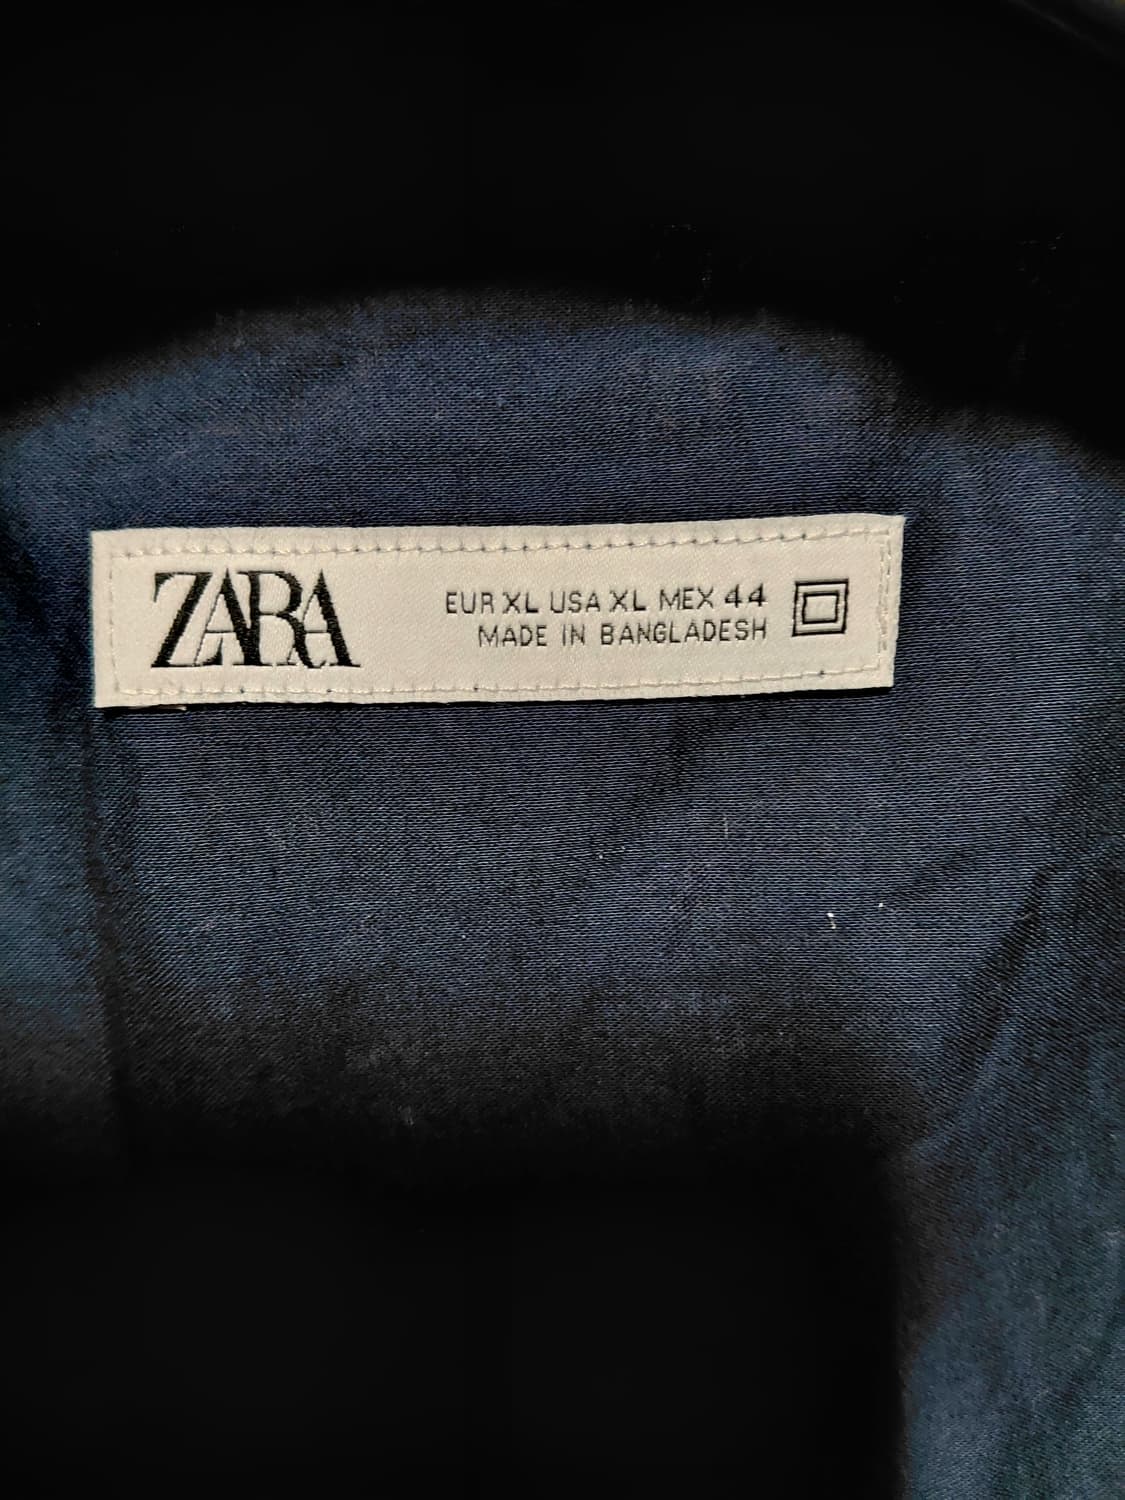 ZARA
EUR XL USA XL MEX 44
MADE IN BANGLADESH